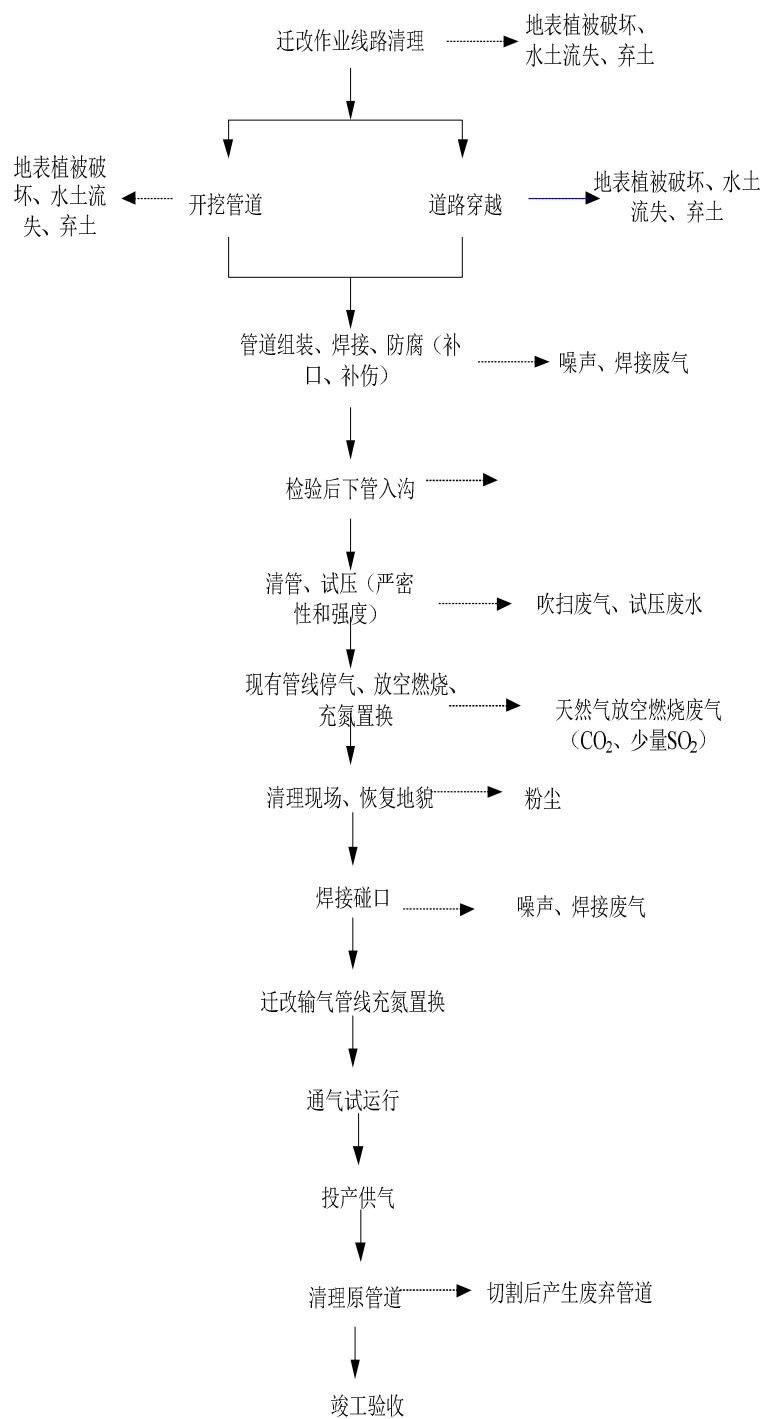 迁改作业线路清理
地表植被破坏、
水土流失、弃土
地表植被破
坏、水土流
失、弃土
开挖管道
道路穿越
地表植被破坏、水土
流失、弃土
管道组装、焊接、防腐（补
口、补伤）
噪声、焊接废气
检验后下管入沟
清管、试压（严密
性和强度）
吹扫废气、试压废水
现有管线停气、放空燃烧、
充氮置换
天然气放空燃烧废气
（CO₂、少量SO₂）
清理现场、恢复地貌
粉尘
焊接碰口
噪声、焊接废气
迁改输气管线充氮置换
通气试运行
投产供气
清理原管道
切割后产生废弃管道
竣工验收